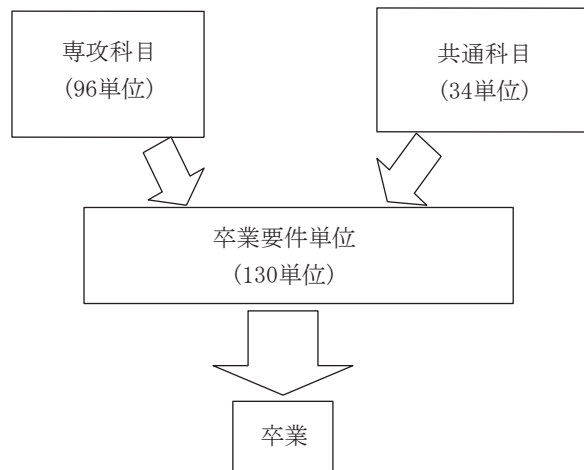 専攻科目
(96単位)
共通科目
(34単位)
卒業要件単位
(130単位)
卒業